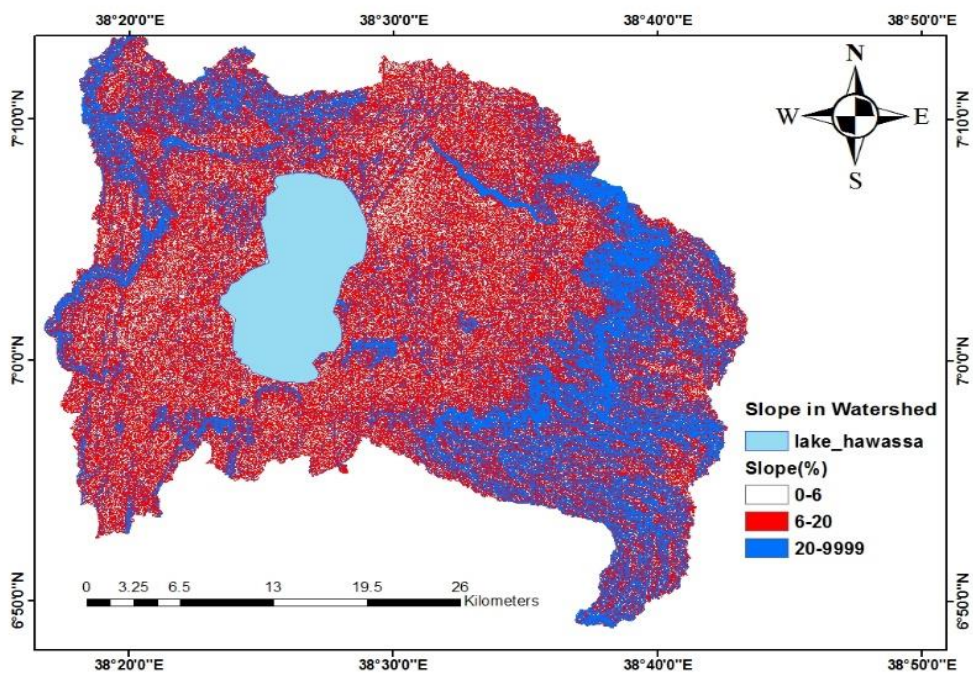 38°20'0"E 38°30'0"E 38°40'0"E 38°50'0"E
N
W E
S
7°10'0"N 7°10'0"N
7°0'0"N 7°0'0"N
6°50'0"N 6°50'0"N
Slope in Watershed
lake_hawassa
Slope(%)
0-6
6-20
20-9999
0 3.25 6.5 13 19.5 26
Kilometers
38°20'0"E 38°30'0"E 38°40'0"E 38°50'0"E